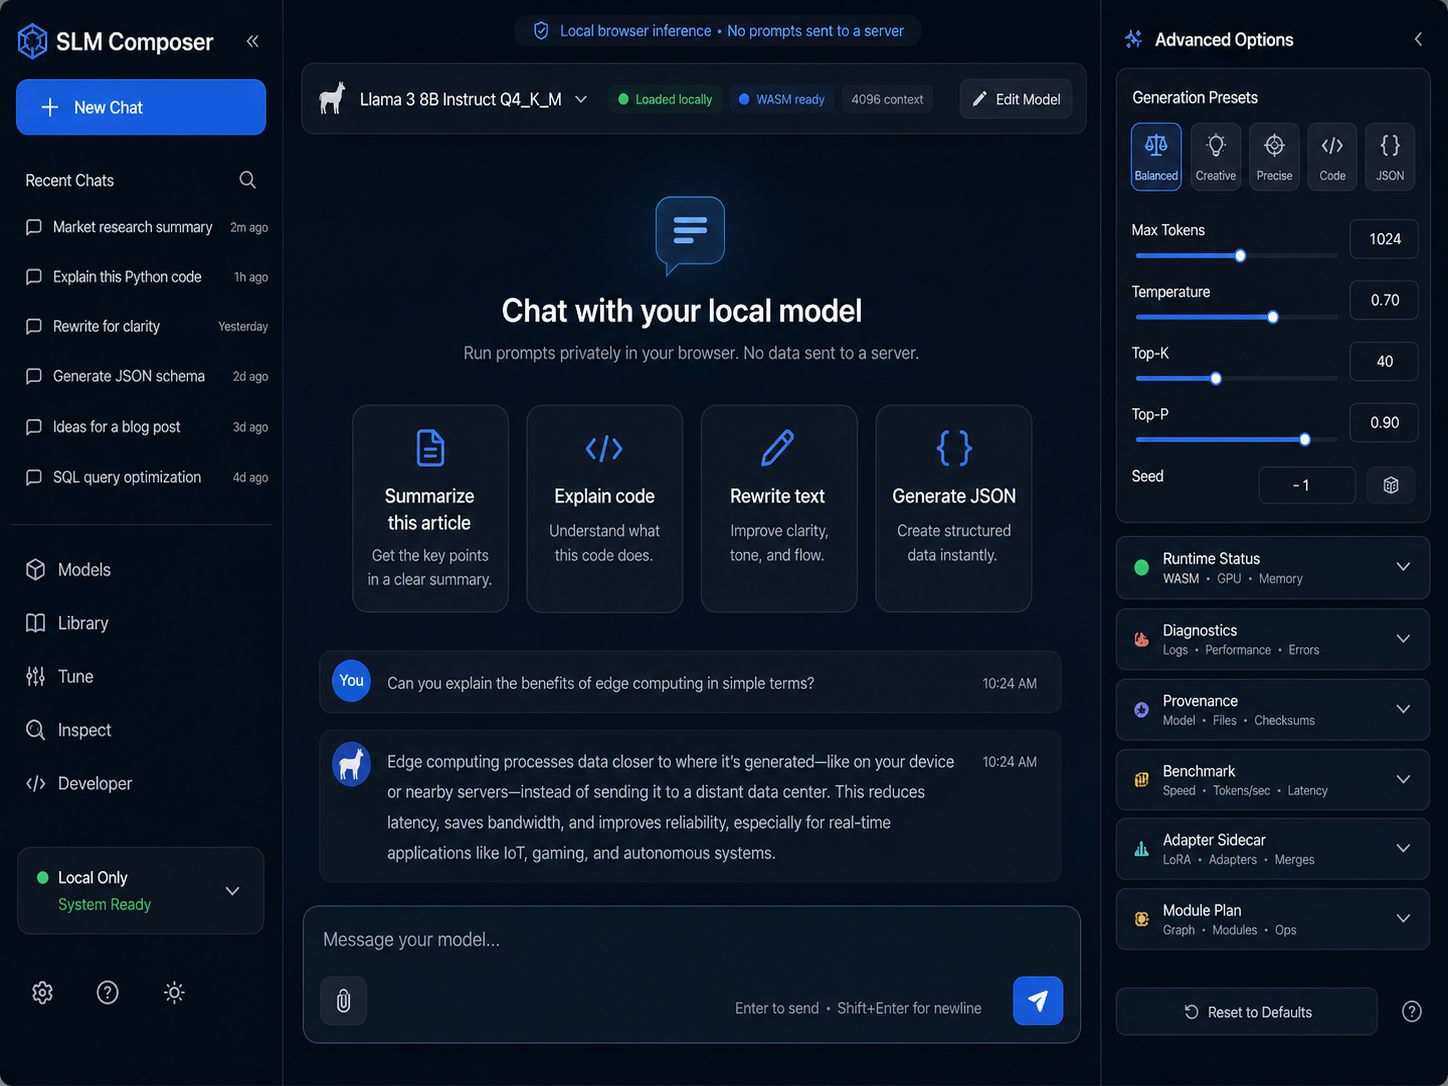 SLM Composer
New Chat
Recent Chats
Market research summary 2m ago
Explain this Python code 1h ago
Rewrite for clarity Yesterday
Generate JSON schema 2d ago
Ideas for a blog post 3d ago
SQL query optimization 4d ago
Models
Library
Tune
Inspect
Developer
Local Only
System Ready
Local browser inference • No prompts sent to a server
Llama 3 8B Instruct Q4_K_M Loaded locally WASM ready 4096 context Edit Model
Chat with your local model
Run prompts privately in your browser. No data sent to a server.
Summarize
this article
Get the key points
in a clear summary.
Explain code
Understand what
this code does.
Rewrite text
Improve clarity,
tone, and flow.
Generate JSON
Create structured
data instantly.
You Can you explain the benefits of edge computing in simple terms? 10:24 AM
Edge computing processes data closer to where it's generated—like on your device 10:24 AM
or nearby servers—instead of sending it to a distant data center. This reduces
latency, saves bandwidth, and improves reliability, especially for real-time
applications like IoT, gaming, and autonomous systems.
Message your model...
Enter to send • Shift+Enter for newline
Advanced Options
Generation Presets
Balanced Creative Precise Code JSON
Max Tokens 1024
Temperature 0.70
Top-K 40
Top-P 0.90
Seed -1
Runtime Status
WASM • GPU • Memory
Diagnostics
Logs • Performance • Errors
Provenance
Model • Files • Checksums
Benchmark
Speed • Tokens/sec • Latency
Adapter Sidecar
LoRA • Adapters • Merges
Module Plan
Graph • Modules • Ops
Reset to Defaults